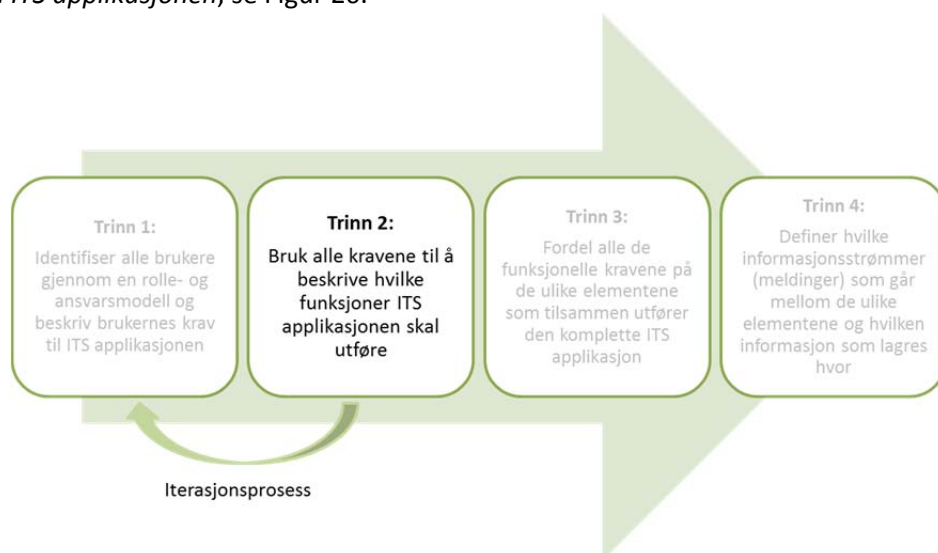 ITS applikasjonen, se Figur 20.
Trinn 1:
Identifiser alle brukere
gjennom en rolle- og
ansvarsmodell og
beskriv brukernes krav
til ITS applikasjonen
Trinn 2:
Bruk alle kravene til å
beskrive hvilke
funksjoner ITS
applikasjonen skal
utføre
Trinn 3:
Fordel alle de
funksjonelle kravene på
de ulike elementene
som tilsammen utfører
den komplette ITS
applikasjon
Trinn 4:
Definer hvilke
informasjonsstrømmer
(meldinger) som går
mellom de ulike
elementene og hvilken
informasjon som lagres
hvor
Iterasjonsprosess